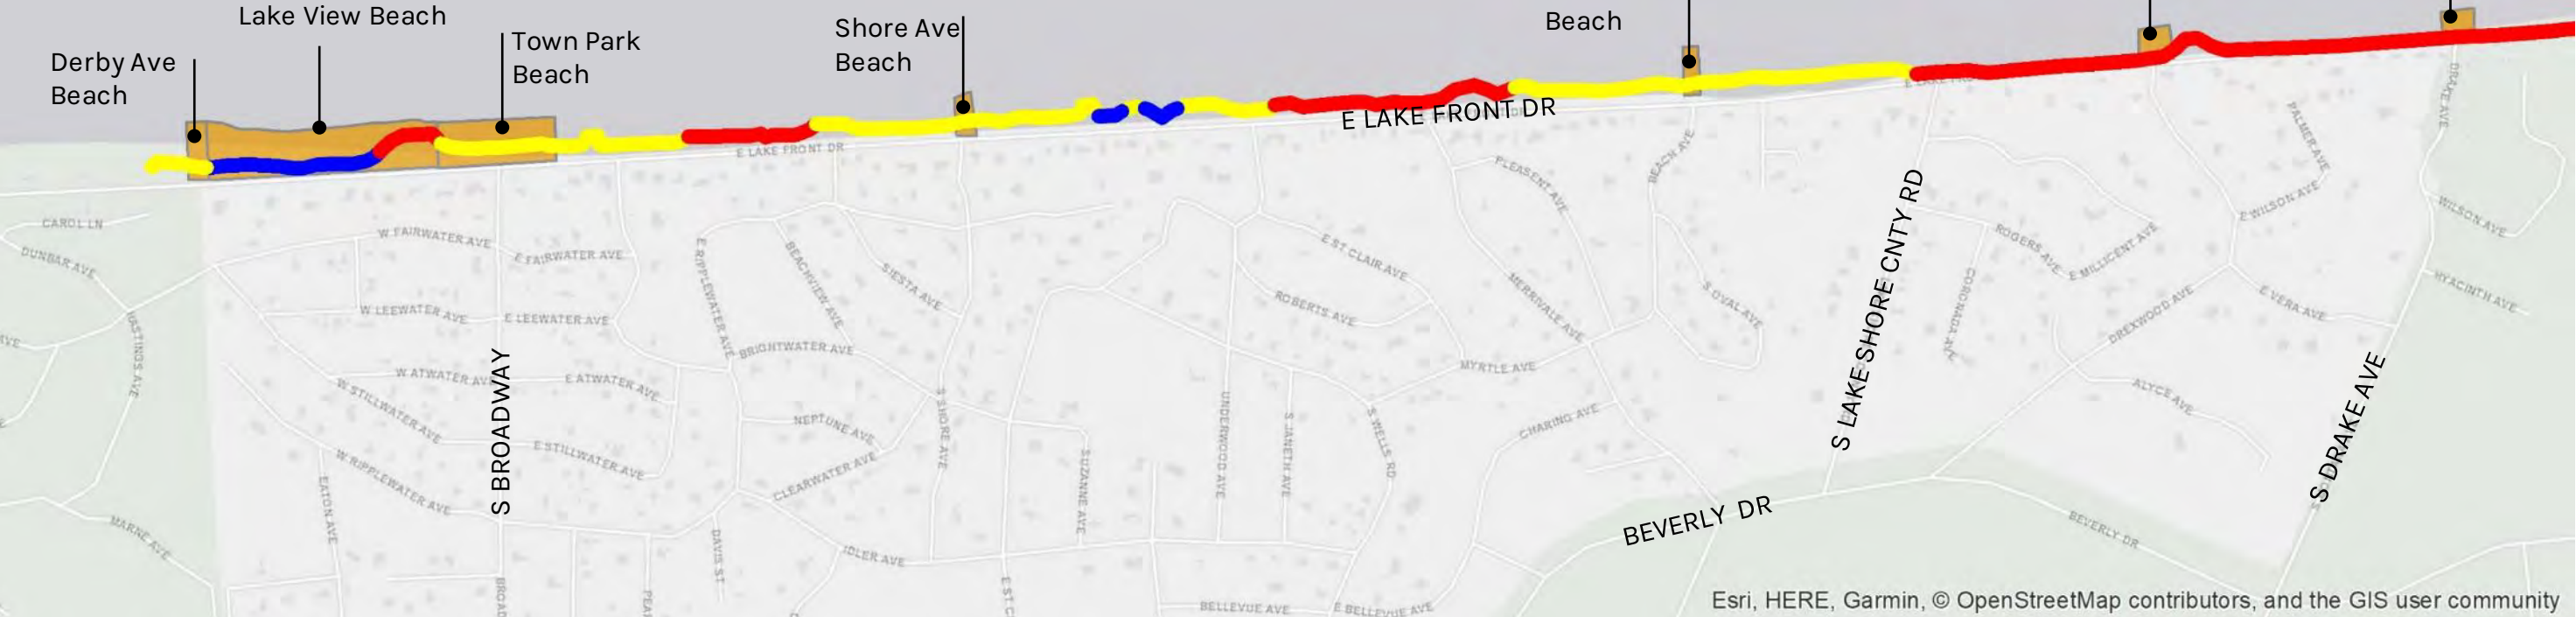 Lake View Beach
Derby Ave
Beach
Town Park
Beach
Shore Ave
Beach
Beach
E LAKE FRONT DR
E LAKE FRONT DR
CAROL LN
DUNBAR AVE
HASTINGS AVE
MARNE AVE
W FAIRWATER AVE
E FAIRWATER AVE
W LEEWATER AVE
E LEEWATER AVE
W ATWATER AVE
E ATWATER AVE
W STILLWATER AVE
E STILLWATER AVE
W RIPPLEWATER AVE
E RIPPLEWATER AVE
EATON AVE
S BROADWAY
BEACHVIEW AVE
SIESTA AVE
BRIGHTWATER AVE
NEPTUNE AVE
CLEARWATER AVE
S SHORE AVE
DAVIS ST
IDLER AVE
SUZANNE AVE
UNDERWOOD AVE
S JANETH AVE
S WELLS RD
E ST CLAIR AVE
ROBERTS AVE
PLEASENT AVE
MERRIVALE AVE
MYRTLE AVE
CHARING AVE
BEACH AVE
S OVAL AVE
BELLEVUE AVE
E BELLEVUE AVE
BEVERLY DR
S LAKE SHORE CNTY RD
CORONADA AVE
ROGERS AVE
E MILLICENT AVE
PALMER AVE
E WILSON AVE
WILSON AVE
DRAKE AVE
E VERA AVE
HYACINTH AVE
DREXWOOD AVE
ALYCE AVE
S DRAKE AVE
BEVERLY DR
Esri, HERE, Garmin, © OpenStreetMap contributors, and the GIS user community